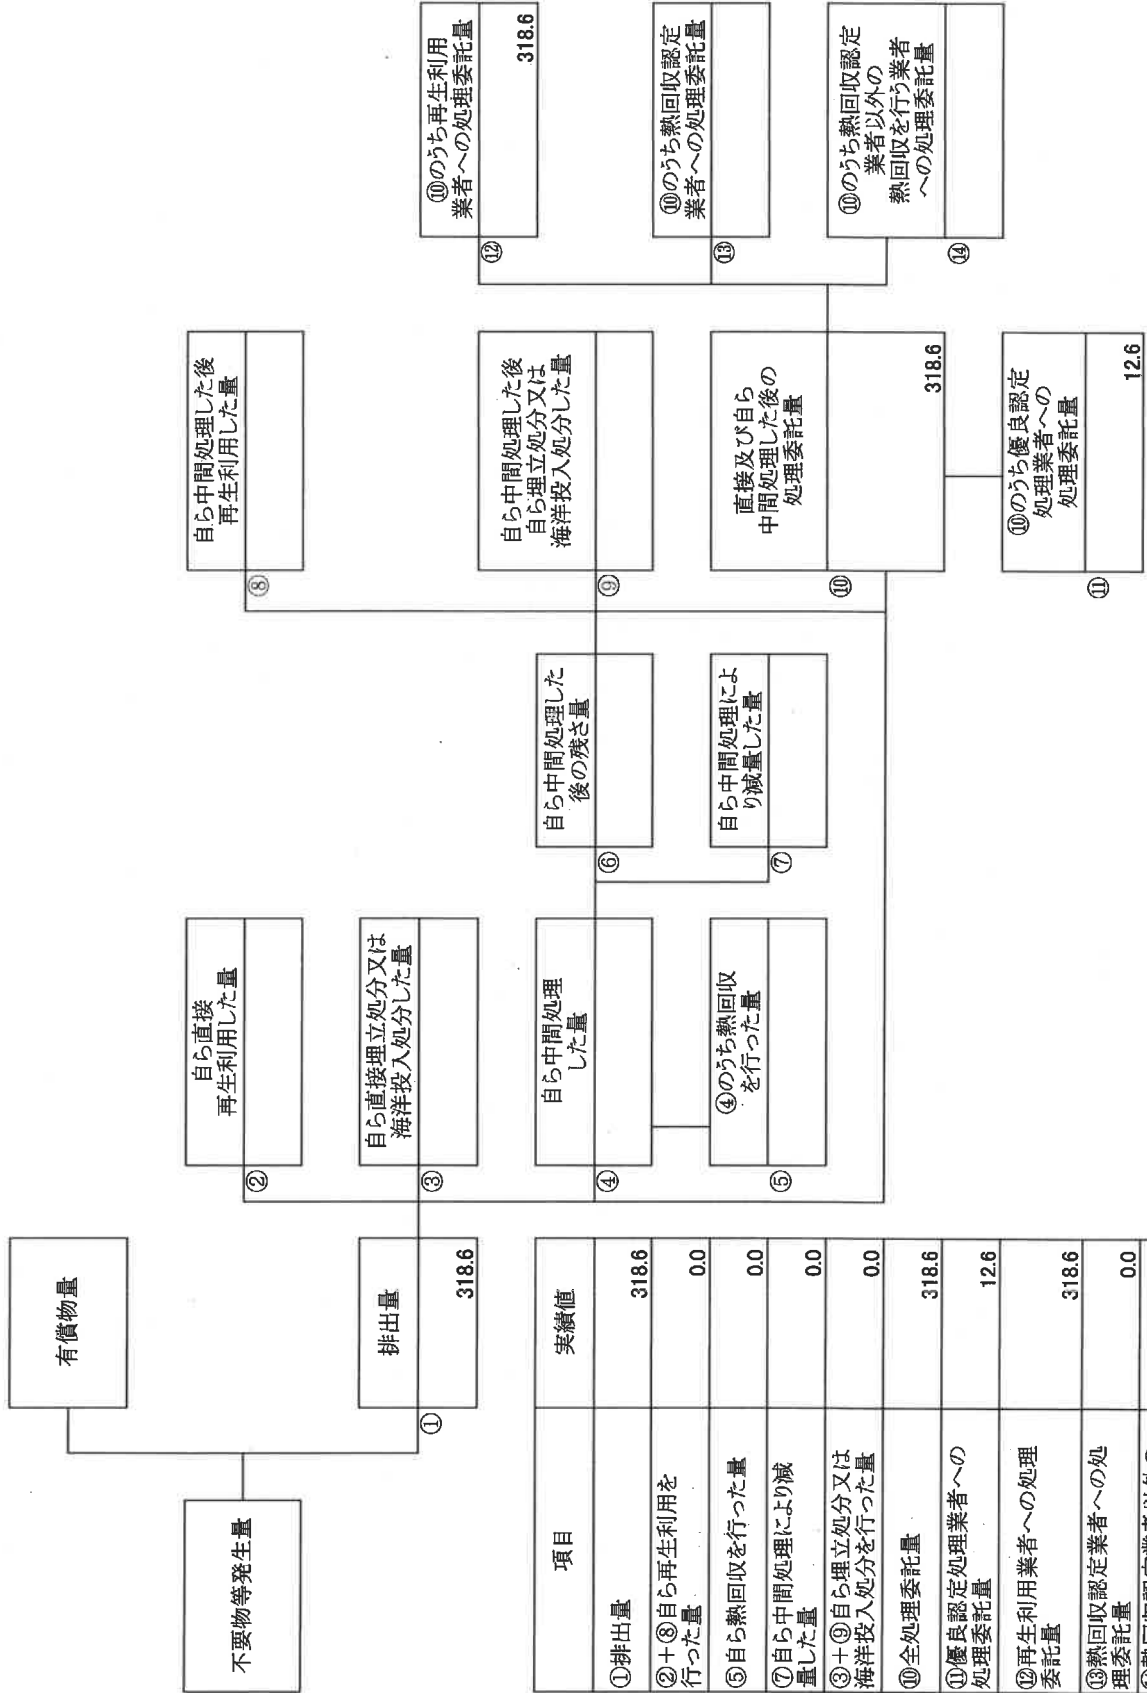 不要物等発生量
有償物量
排出量
①
318.6
②
自ら直接
再生利用した量
③
自ら直接埋立処分又は
海洋投入処分した量
④
自ら中間処理
した量
⑤
④のうち熱回収
を行った量
⑥
自ら中間処理した
後の残さ量
⑦
自ら中間処理によ
り減量した量
⑧
自ら中間処理した後
再生利用した量
⑨
自ら中間処理した後
自ら埋立処分又は
海洋投入処分した量
⑩
直接及び自ら
中間処理した後の
処理委託量
318.6
⑪
⑩のうち優良認定
処理業者への
処理委託量
12.6
⑫
⑩のうち再生利用
業者への処理委託量
318.6
⑬
⑩のうち熱回収認定
業者への処理委託量
⑭
⑩のうち熱回収認定
業者以外の
熱回収を行う業者
への処理委託量
項目 実績値
①排出量 318.6
②+⑧自ら再生利用を
行った量 0.0
⑤自ら熱回収を行った量 0.0
⑦自ら中間処理により減
量した量 0.0
③+⑨自ら埋立処分又は
海洋投入処分を行った量 0.0
⑩全処理委託量 318.6
⑪優良認定処理業者への
処理委託量 12.6
⑫再生利用業者への処理
委託量 318.6
⑬熱回収認定業者への処
理委託量 0.0